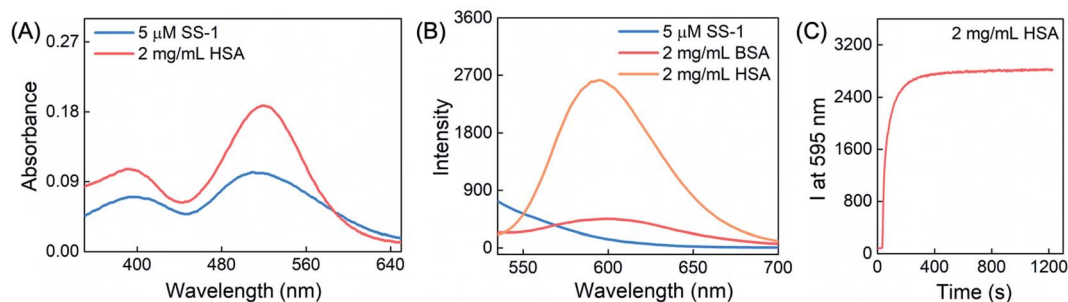 (A)
5 μM SS-1
2 mg/mL HSA
0.27
0.18
0.09
0.00
Absorbance
400 480 560 640
Wavelength (nm)
(B)
5 μM SS-1
2 mg/mL BSA
2 mg/mL HSA
3600
2700
1800
900
0
Intensity
550 600 650 700
Wavelength (nm)
(C)
2 mg/mL HSA
3200
2400
1600
800
0
I at 595 nm
0 400 800 1200
Time (s)